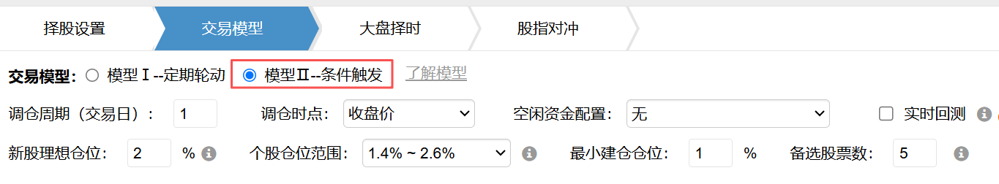 择股设置 交易模型 大盘择时 股指对冲
交易模型： 模型Ⅰ--定期轮动 模型Ⅱ--条件触发 了解模型
调仓周期（交易日）： 1 调仓时点： 收盘价 空闲资金配置： 无 实时回测
新股理想仓位： 2 % 个股仓位范围： 1.4% ~ 2.6% 最小建仓仓位： 1 % 备选股票数： 5